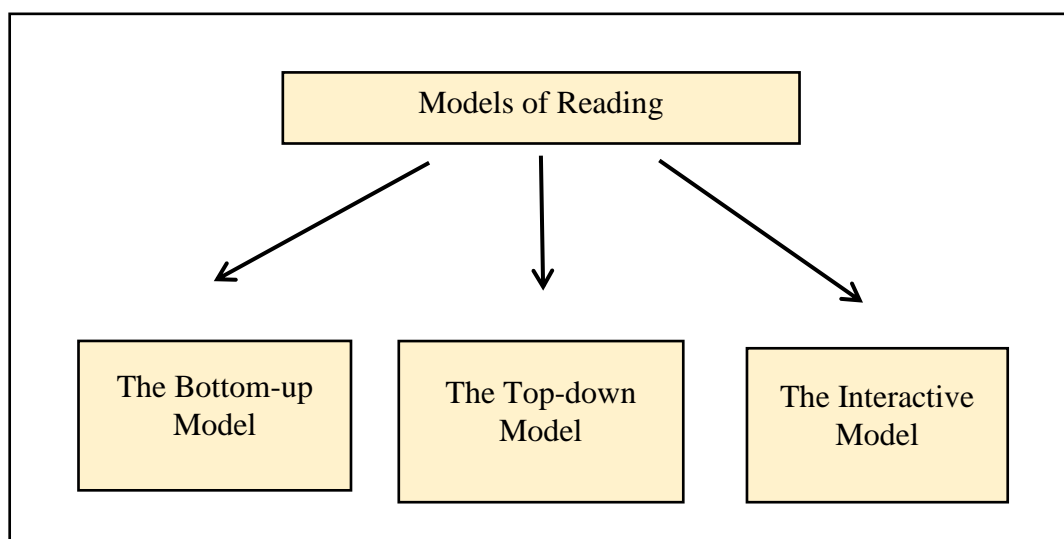 Models of Reading
The Bottom-up
Model
The Top-down
Model
The Interactive
Model